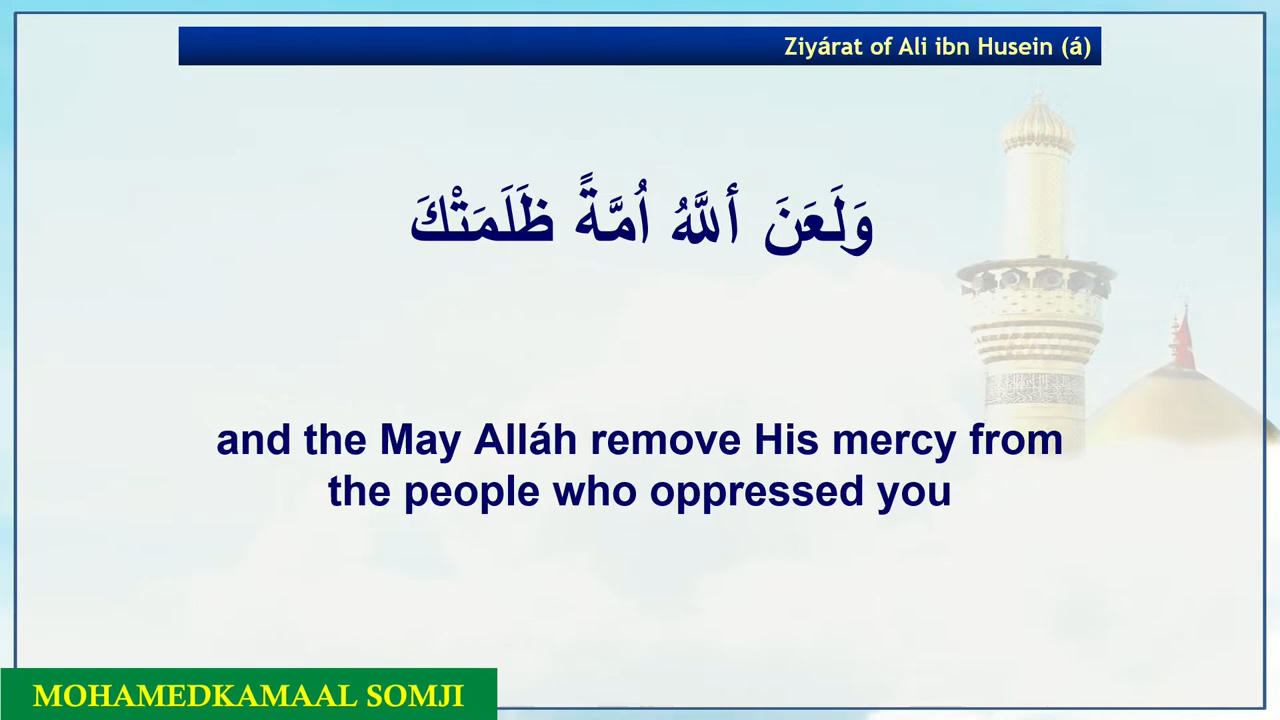 Ziyárat of Ali ibn Husein (á)
وَلَعَنَ ٱللَّهُ اُمَّةً ظَلَمَتْكَ
and the May Alláh remove His mercy from
the people who oppressed you
MOHAMEDKAMAAL SOMJI